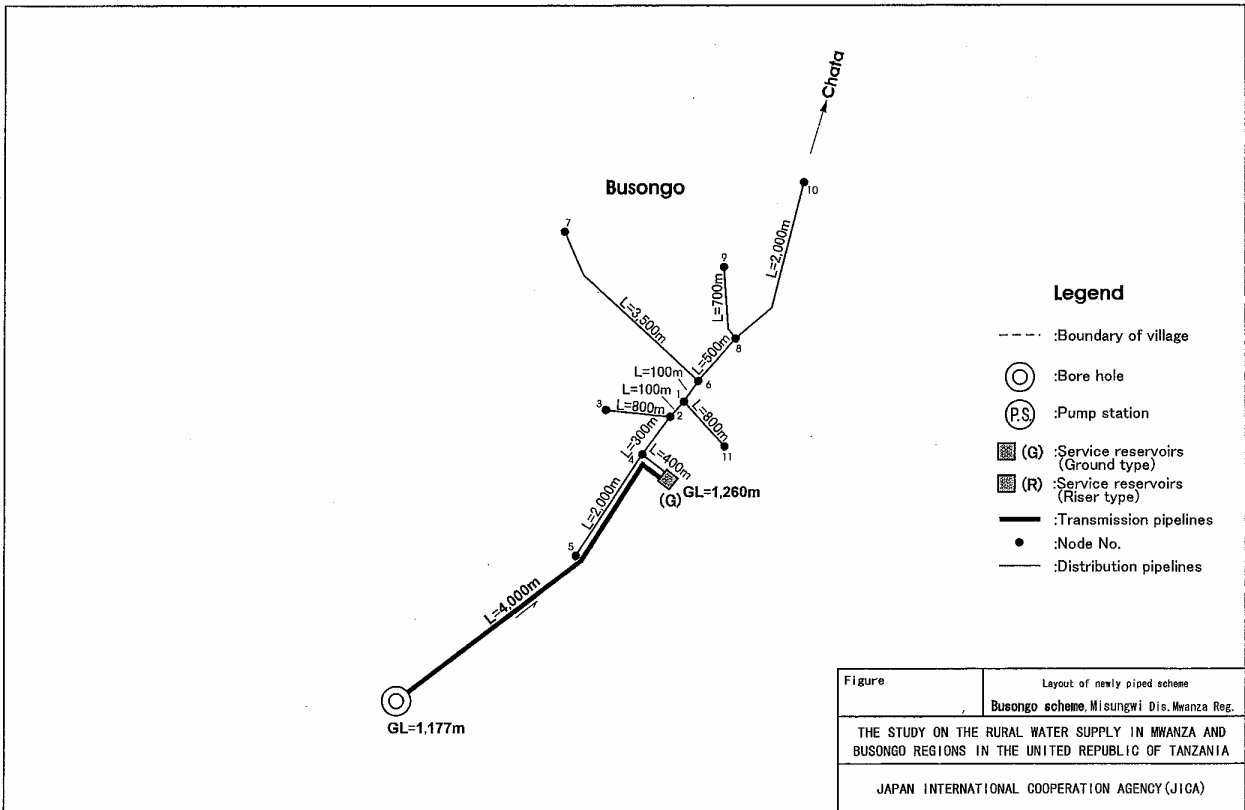 Chata
Busongo
10
7
9
L=2,000m
L=700m
L=3,500m
8
L=500m
L=100m
6
L=100m
1
3
L=800m
2
L=800m
L=300m
11
4
L=400m
(G)
GL=1,260m
L=2,000m
5
L=4,000m
GL=1,177m
Legend
:Boundary of village
:Bore hole
P.S.
:Pump station
(G) :Service reservoirs
(Ground type)
(R) :Service reservoirs
(Riser type)
:Transmission pipelines
:Node No.
:Distribution pipelines
Figure
Layout of newly piped scheme
Busongo scheme, Misungwi Dis. Mwanza Reg.
THE STUDY ON THE RURAL WATER SUPPLY IN MWANZA AND
BUSONGO REGIONS IN THE UNITED REPUBLIC OF TANZANIA
JAPAN INTERNATIONAL COOPERATION AGENCY (JICA)